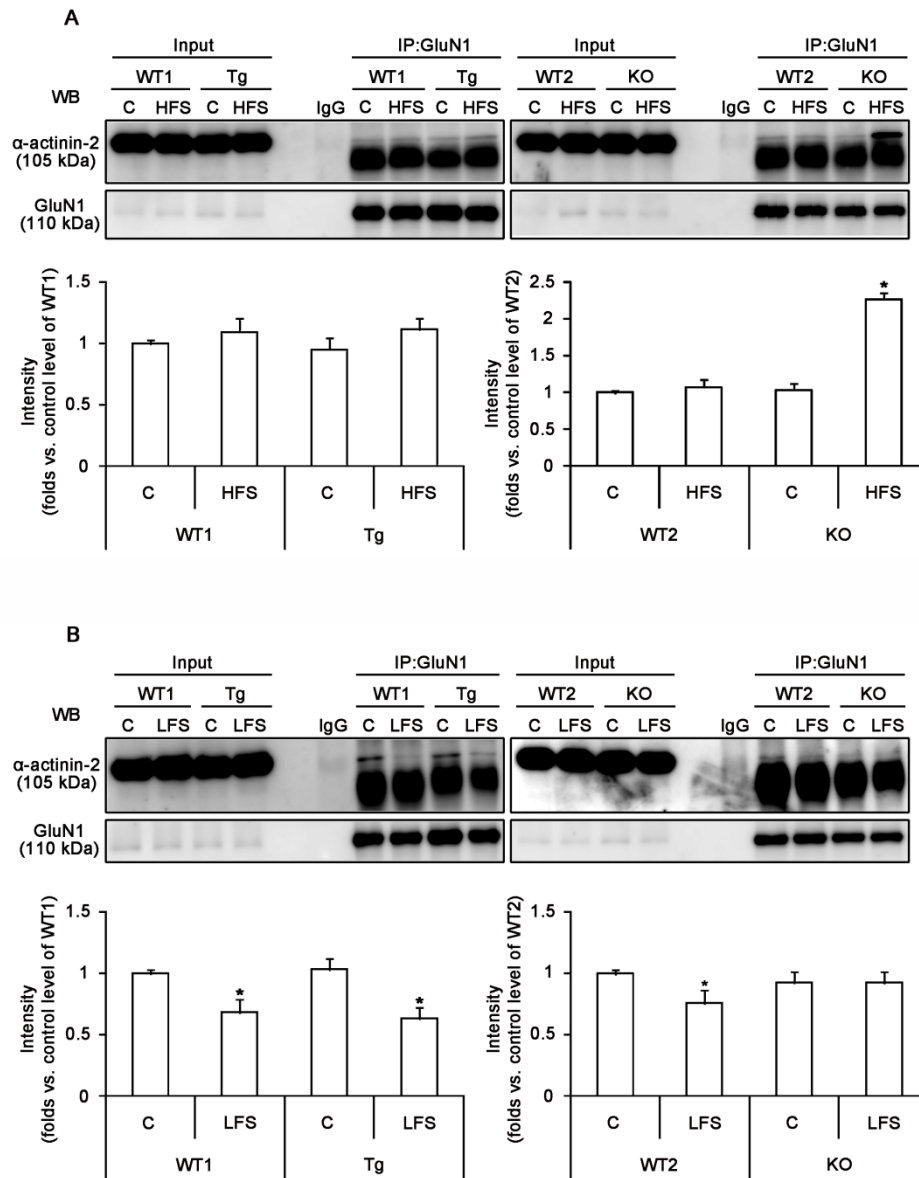 A
Input IP:GluN1 Input IP:GluN1
WT1 Tg WT1 Tg WT2 KO WT2 KO
WB C HFS C HFS IgG C HFS C HFS C HFS C HFS IgG C HFS C HFS
α-actinin-2
(105 kDa)
GluN1
(110 kDa)
Intensity
(folds vs. control level of WT1)
1.5
1
0.5
0
C HFS C HFS
WT1 Tg
Intensity
(folds vs. control level of WT2)
2.5
2
1.5
1
0.5
0
*
C HFS C HFS
WT2 KO
B
Input IP:GluN1 Input IP:GluN1
WT1 Tg WT1 Tg WT2 KO WT2 KO
WB C LFS C LFS IgG C LFS C LFS C LFS C LFS IgG C LFS C LFS
α-actinin-2
(105 kDa)
GluN1
(110 kDa)
Intensity
(folds vs. control level of WT1)
1.5
1
0.5
0
* *
C LFS C LFS
WT1 Tg
Intensity
(folds vs. control level of WT2)
1.5
1
0.5
0
*
C LFS C LFS
WT2 KO